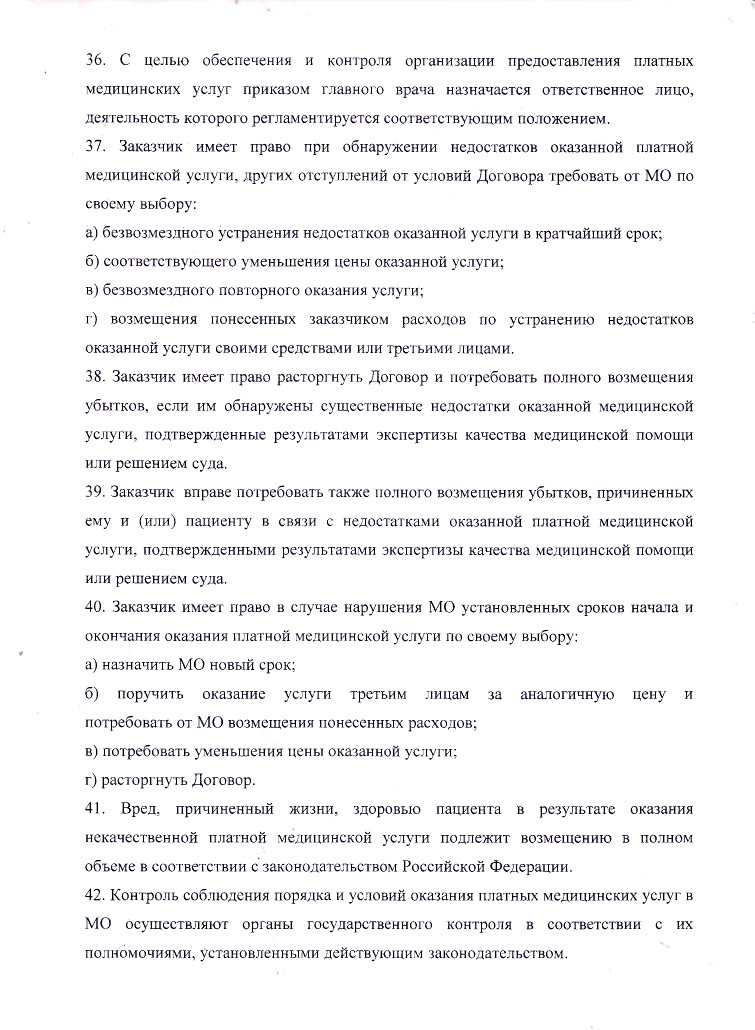 36. С целью обеспечения и контроля организации предоставления платных
медицинских услуг приказом главного врача назначается ответственное лицо,
деятельность которого регламентируется соответствующим положением.
37. Заказчик имеет право при обнаружении недостатков оказанной платной
медицинской услуги, других отступлений от условий Договора требовать от МО по
своему выбору:
а) безвозмездного устранения недостатков оказанной услуги в кратчайший срок;
б) соответствующего уменьшения цены оказанной услуги;
в) безвозмездного повторного оказания услуги;
г) возмещения понесенных заказчиком расходов по устранению недостатков
оказанной услуги своими средствами или третьими лицами.
38. Заказчик имеет право расторгнуть Договор и потребовать полного возмещения
убытков, если им обнаружены существенные недостатки оказанной медицинской
услуги, подтвержденные результатами экспертизы качества медицинской помощи
или решением суда.
39. Заказчик вправе потребовать также полного возмещения убытков, причиненных
ему и (или) пациенту в связи с недостатками оказанной платной медицинской
услуги, подтвержденными результатами экспертизы качества медицинской помощи
или решением суда.
40. Заказчик имеет право в случае нарушения МО установленных сроков начала и
окончания оказания платной медицинской услуги по своему выбору:
а) назначить МО новый срок;
б) поручить оказание услуги третьим лицам за аналогичную цену и
потребовать от МО возмещения понесенных расходов;
в) потребовать уменьшения цены оказанной услуги;
г) расторгнуть Договор.
41. Вред, причиненный жизни, здоровью пациента в результате оказания
некачественной платной медицинской услуги подлежит возмещению в полном
объеме в соответствии с законодательством Российской Федерации.
42. Контроль соблюдения порядка и условий оказания платных медицинских услуг в
МО осуществляют органы государственного контроля в соответствии с их
полномочиями, установленными действующим законодательством.